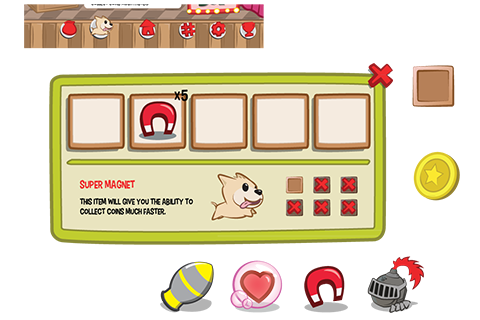 x5
SUPER MAGNET
THIS ITEM WILL GIVE YOU THE ABILITY TO
COLLECT COINS MUCH FASTER.